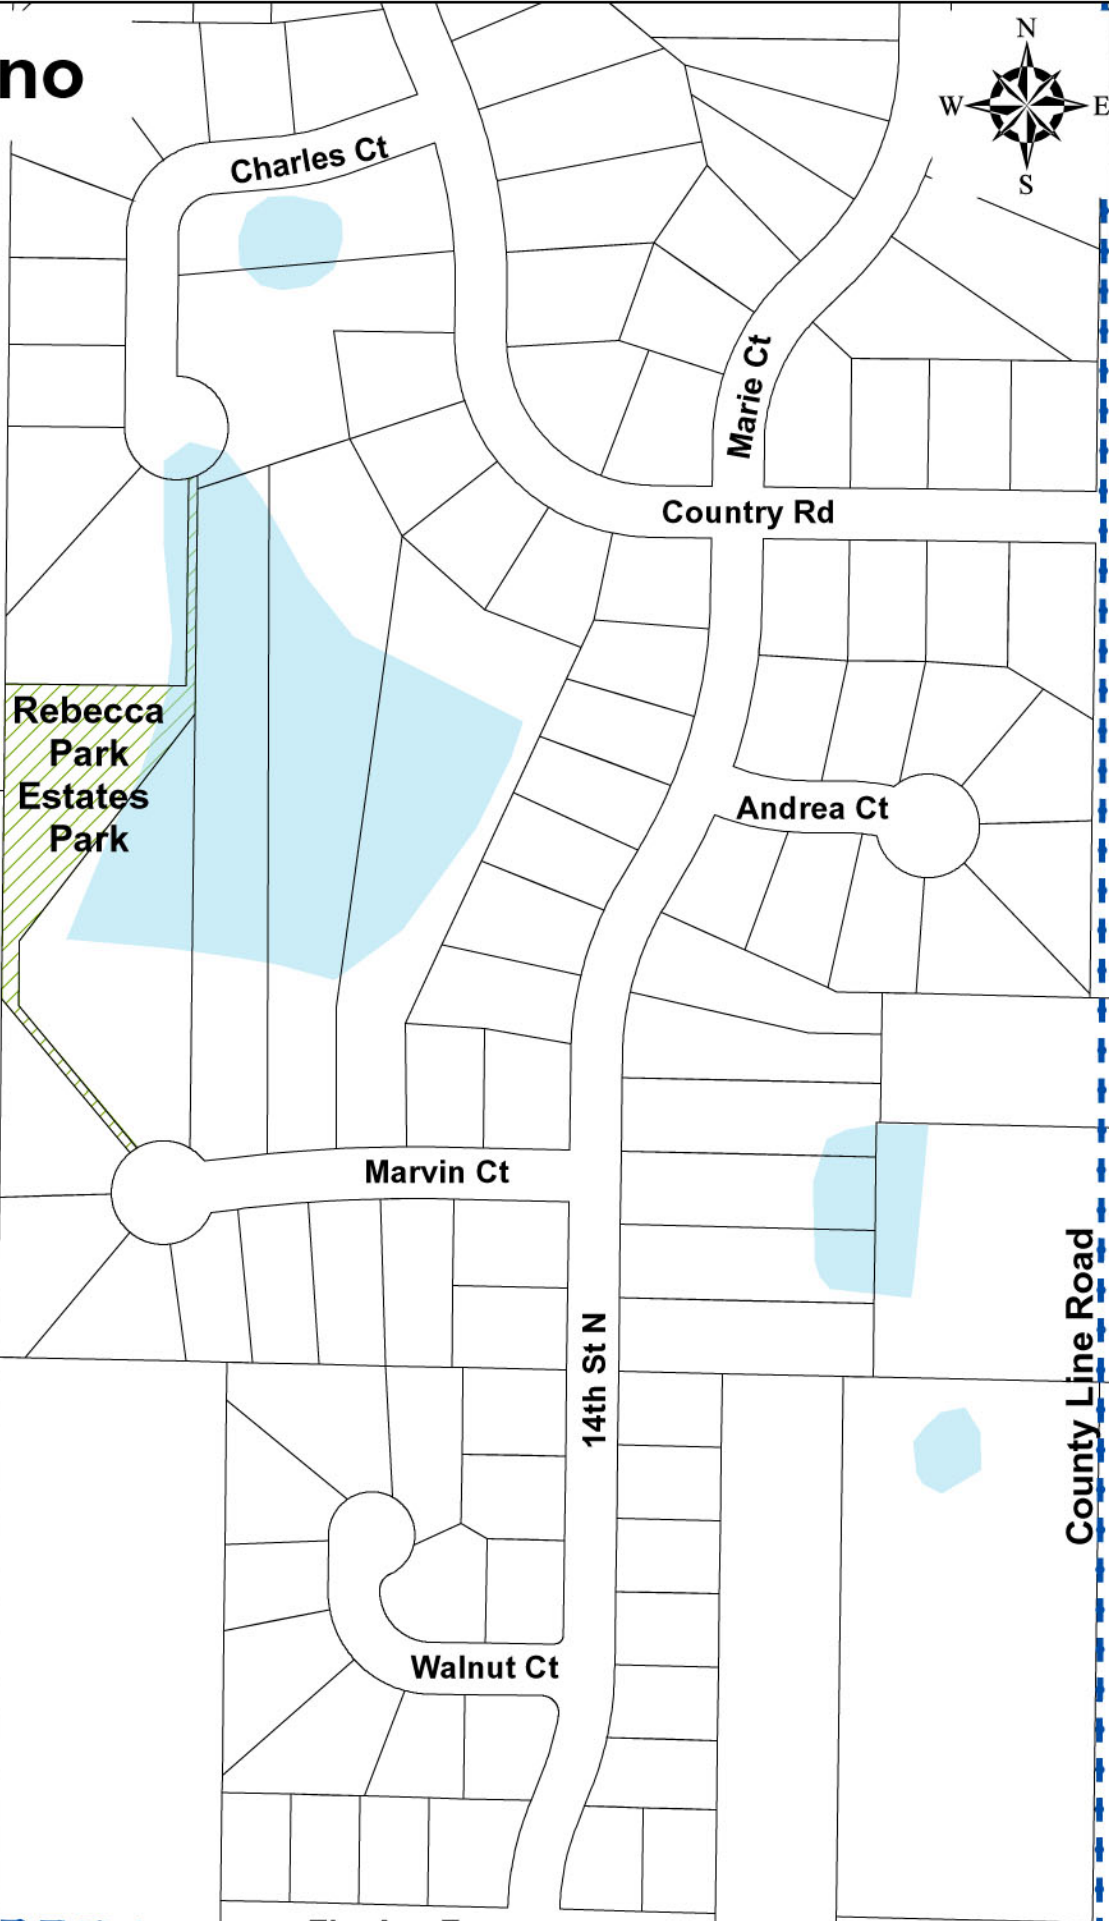 no
N
W
E
S
Charles Ct
Marie Ct
Country Rd
Rebecca
Park
Estates
Park
Andrea Ct
Marvin Ct
County Line Road
14th St N
Walnut Ct